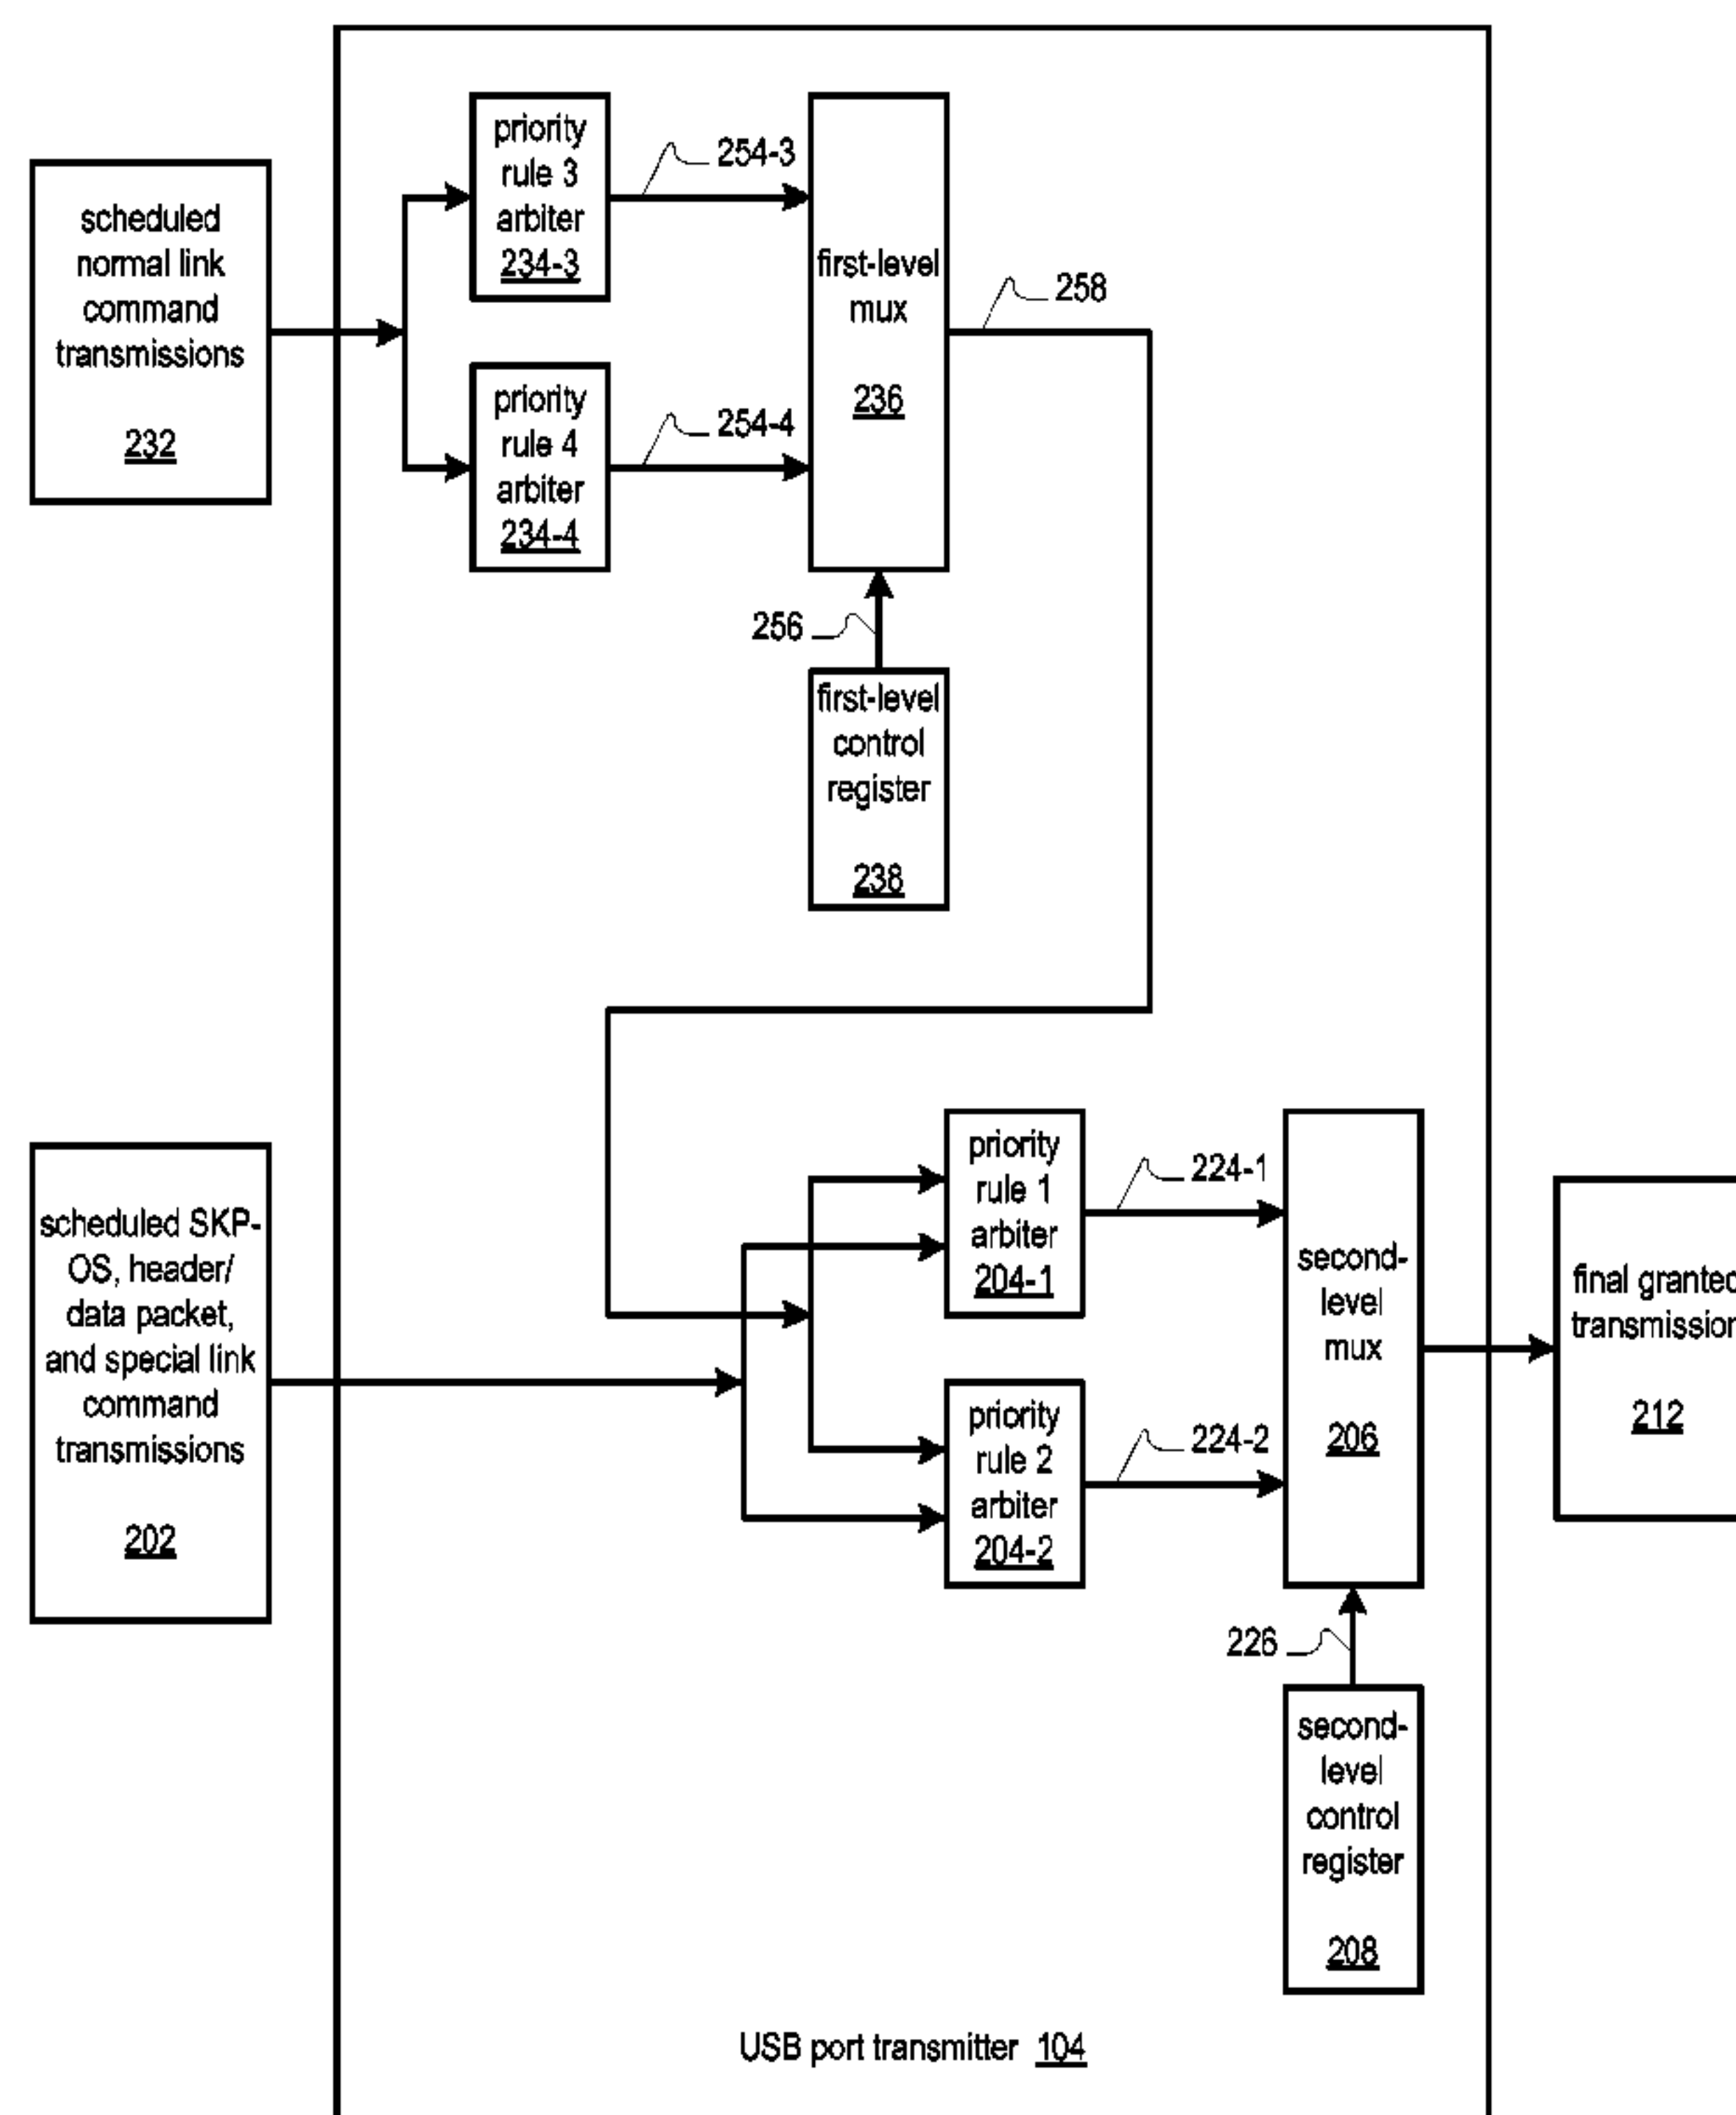 scheduled
normal link
command
transmissions
232
priority
rule 3
arbiter
234-3
254-3
first-level
mux
236
258
priority
rule 4
arbiter
234-4
254-4
256
first-level
control
register
238
scheduled SKP-
OS, header/
data packet,
and special link
command
transmissions
202
priority
rule 1
arbiter
204-1
224-1
second-
level
mux
206
priority
rule 2
arbiter
204-2
224-2
226
second-
level
control
register
208
final
212
USB port transmitter 104